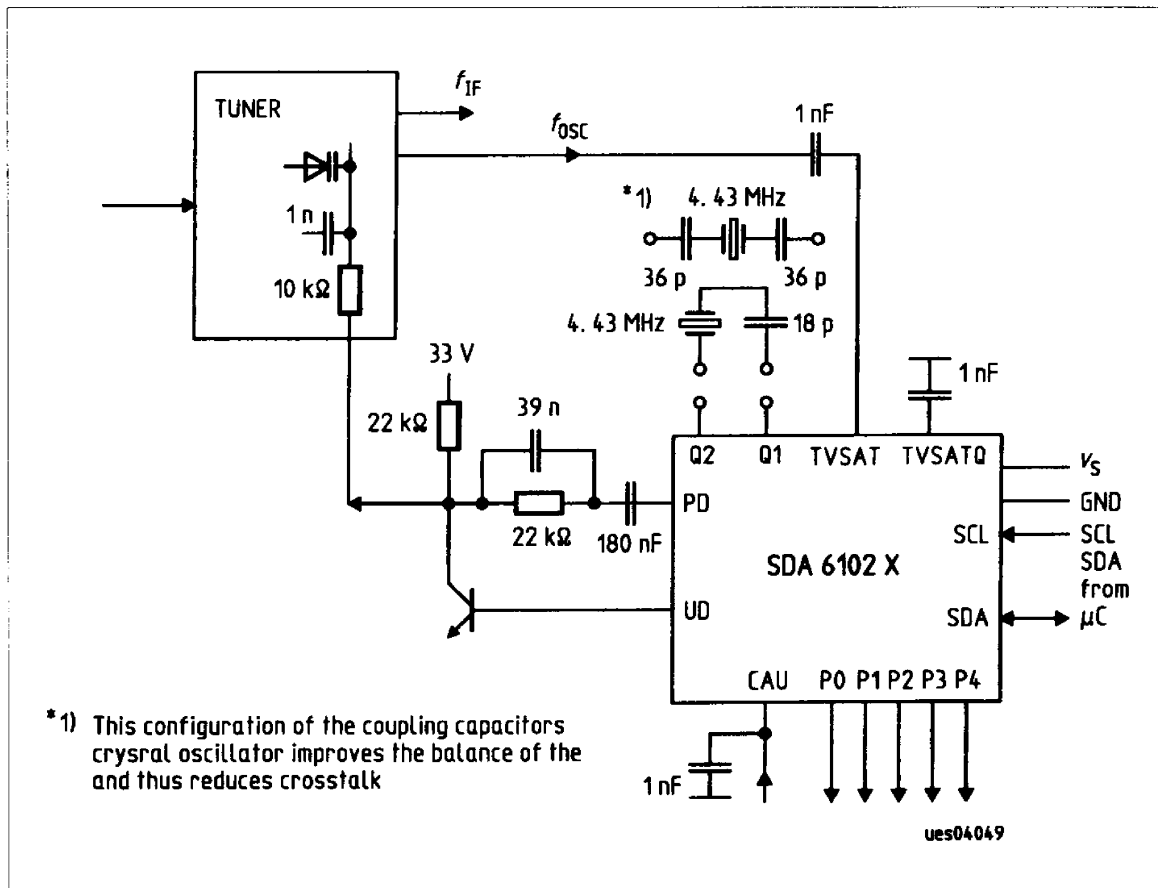 TUNER
f_IF
f_OSC
1 nF
*1)
4. 43 MHz
1 n
36 p
36 p
10 kΩ
4. 43 MHz
18 p
33 V
1 nF
39 n
22 kΩ
Q2
Q1
TVSAT
TVSATQ
V_S
PD
GND
22 kΩ
180 nF
SCL
SCL
SDA 6102 X
SDA
from
UD
SDA
μC
CAU
P0
P1
P2
P3
P4
*1) This configuration of the coupling capacitors
crysral oscillator improves the balance of the
and thus reduces crosstalk
1 nF
ues04049